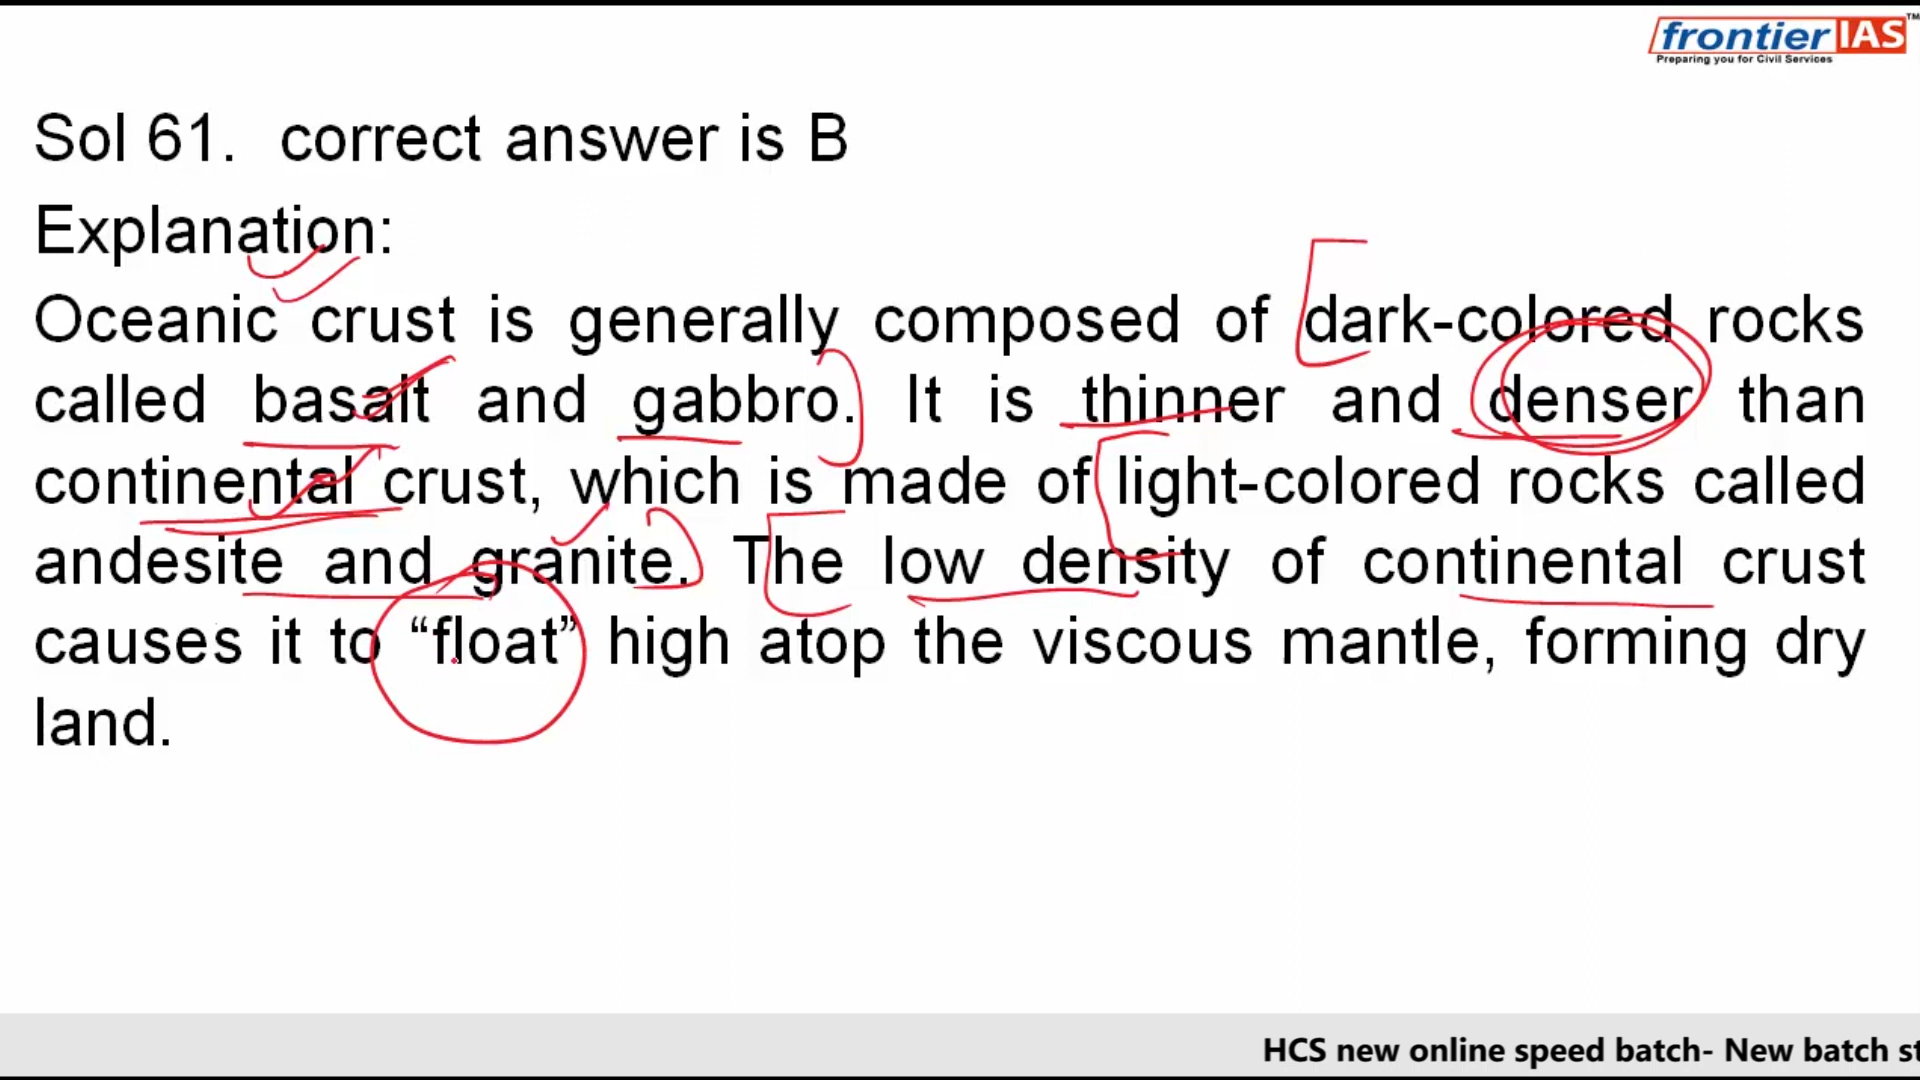 frontier IAS ™
Preparing you for Civil Services
Sol 61. correct answer is B
Explanation:
Oceanic crust is generally composed of dark-colored rocks
called basalt and gabbro. It is thinner and denser than
continental crust, which is made of light-colored rocks called
andesite and granite. The low density of continental crust
causes it to “float” high atop the viscous mantle, forming dry
land.
HCS new online speed batch- New batch st